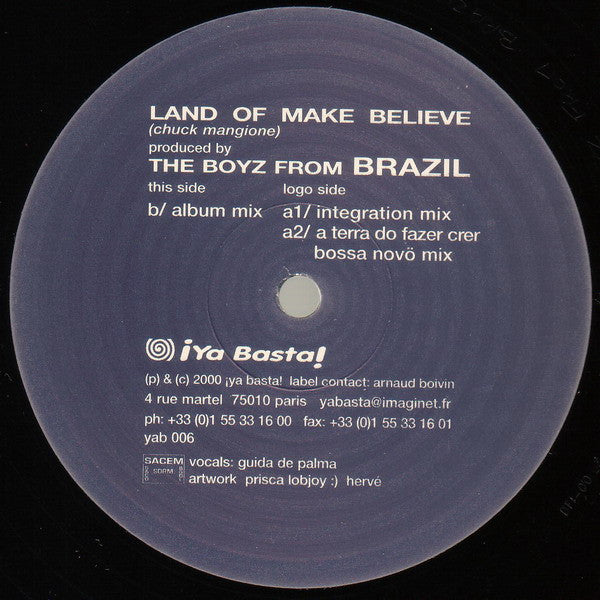 LAND OF MAKE BELIEVE
(chuck mangione)
produced by
THE BOYZ FROM BRAZIL
this side
b/ album mix
logo side
a1/ integration mix
a2/ a terra do fazer crer
bossa novö mix
¡Ya Basta!
(p) & (c) 2000 ¡ya basta! label contact: arnaud boivin
4 rue martel 75010 paris yabasta@imaginet.fr
ph: +33 (0)1 55 33 16 00 fax: +33 (0)1 55 33 16 01
yab 006
SACEM
SDRM
vocals: guida de palma
artwork prisca lobjoy :) hervé